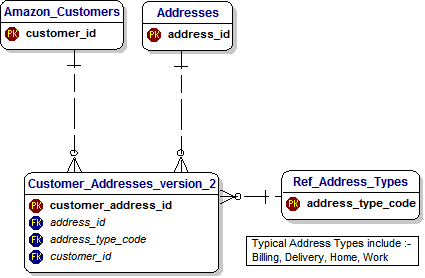 Amazon_Customers
PK customer_id
Addresses
PK address_id
Customer_Addresses_version_2
PK customer_address_id
FK address_id
FK address_type_code
FK customer_id
Ref_Address_Types
PK address_type_code
Typical Address Types include :-
Billing, Delivery, Home, Work